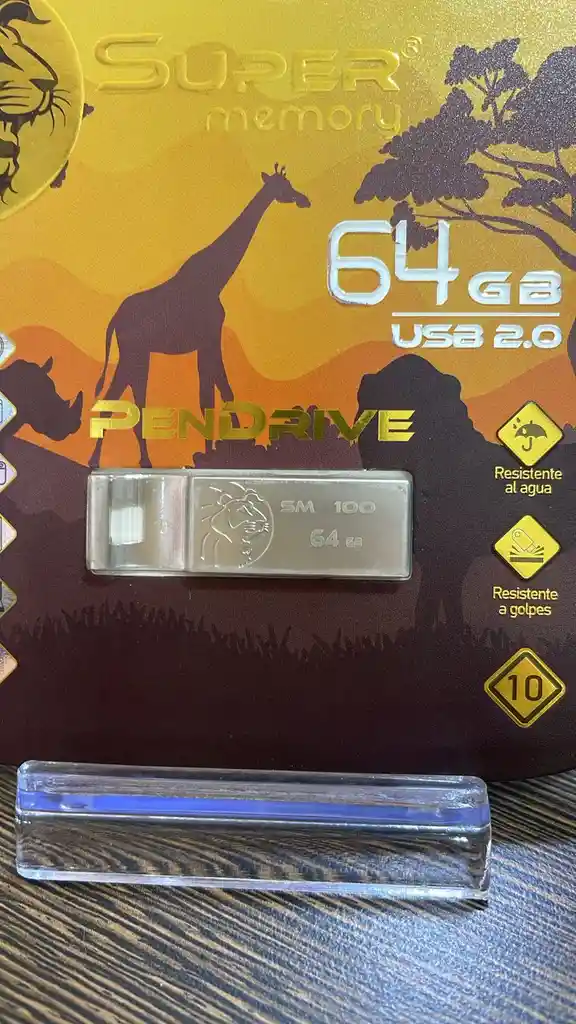 SUPER®
memory
64 GB
USB 2.0
PENDRIVE
SM 100
64 GB
Resistente
al agua
Resistente
a golpes
10